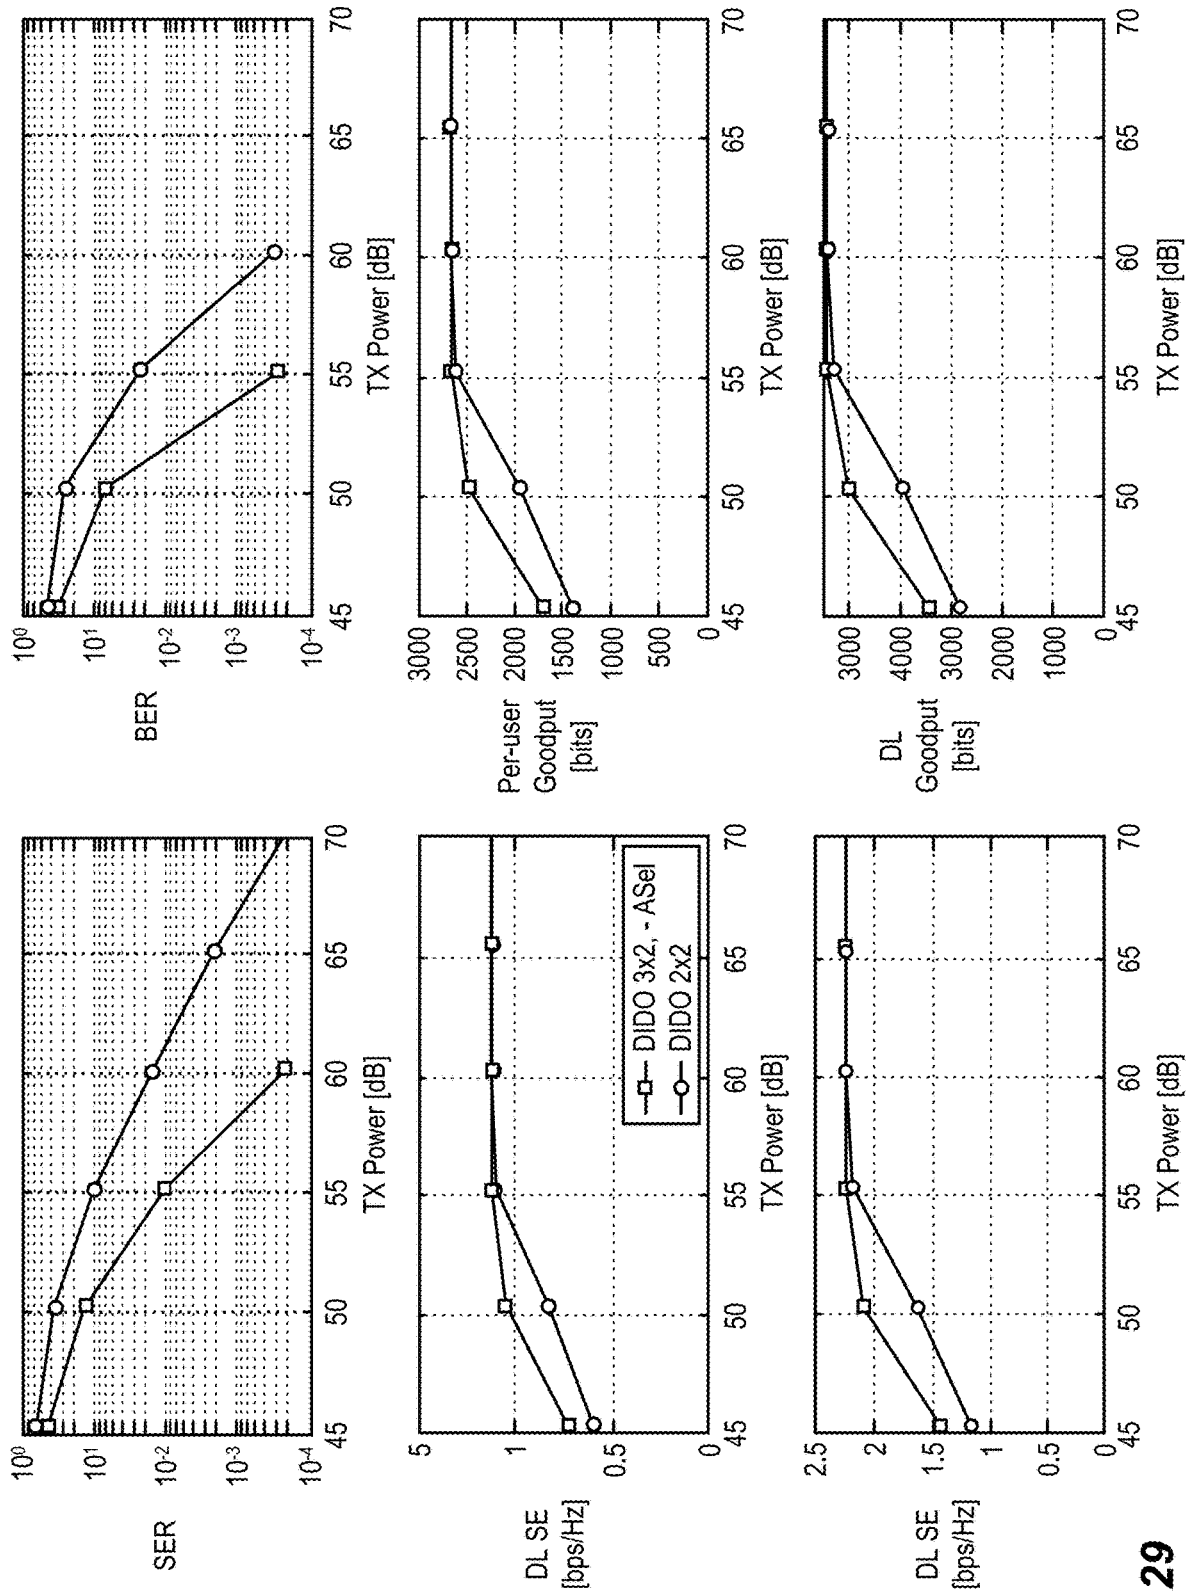 10⁰
10¹
10⁻²
10⁻³
10⁻⁴
SER
45 50 55 60 65 70
TX Power [dB]
10⁰
10¹
10⁻²
10⁻³
10⁻⁴
BER
45 50 55 60 65 70
TX Power [dB]
5
1
0.5
0
DL SE
[bps/Hz]
45 50 55 60 65 70
TX Power [dB]
DIDO 3x2, - ASel
DIDO 2x2
3000
2500
2000
1500
1000
500
0
Per-user
Goodput
[bits]
45 50 55 60 65 70
TX Power [dB]
2.5
2
1.5
1
0.5
0
DL SE
[bps/Hz]
45 50 55 60 65 70
TX Power [dB]
3000
4000
3000
2000
1000
0
DL
Goodput
[bits]
45 50 55 60 65 70
TX Power [dB]
29